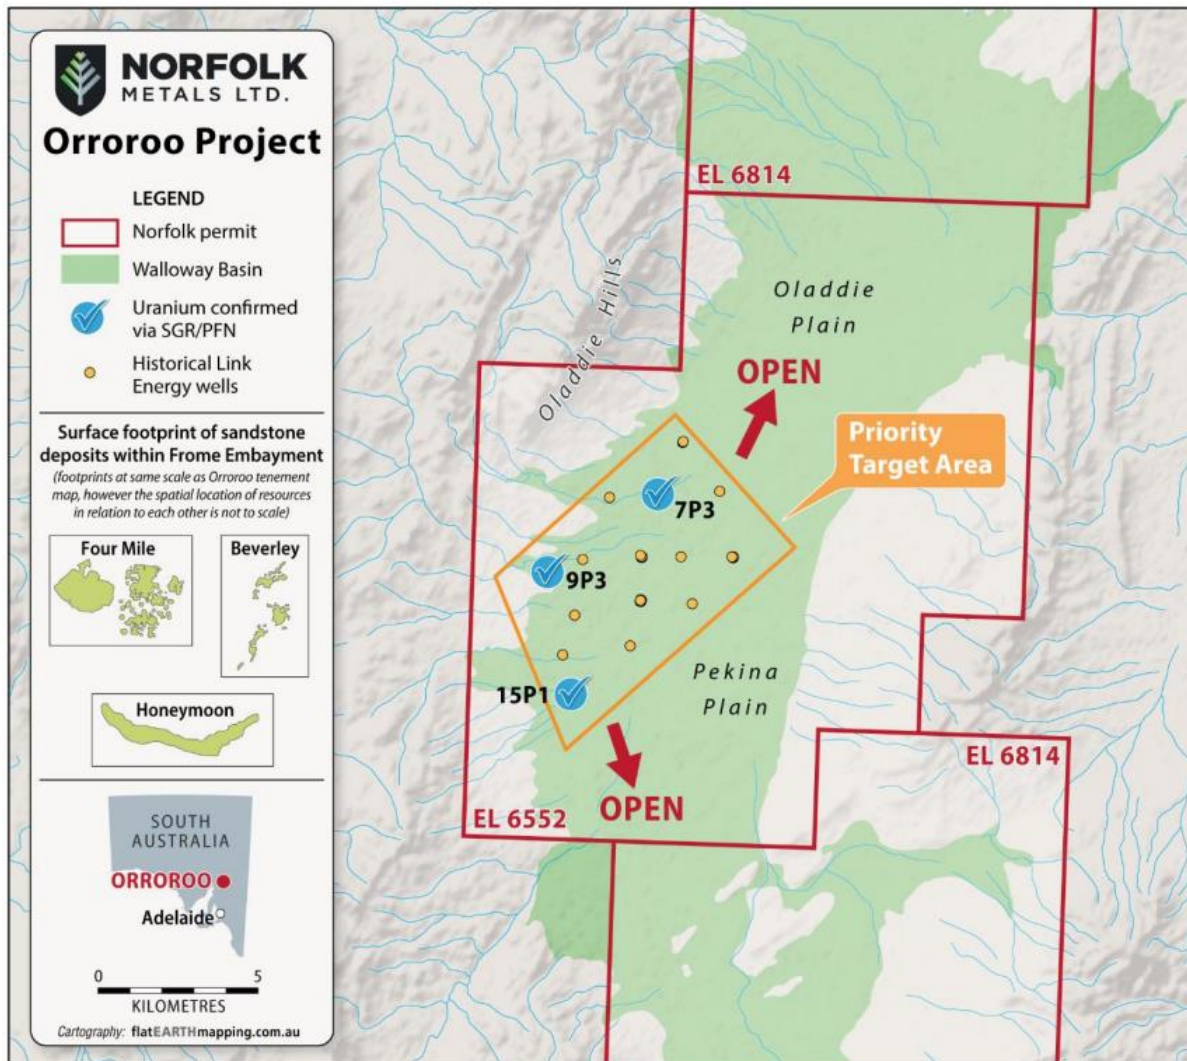 NORFOLK
METALS LTD.
Orroroo Project
LEGEND
Norfolk permit
Walloway Basin
Uranium confirmed
via SGR/PFN
Historical Link
Energy wells
Surface footprint of sandstone
deposits within Frome Embayment
(footprints at same scale as Orroroo tenement
map, however the spatial location of resources
in relation to each other is not to scale)
Four Mile
Beverley
Honeymoon
SOUTH
AUSTRALIA
ORROROO
Adelaide
0 5
KILOMETRES
Cartography: flatEARTHmapping.com.au
EL 6814
Oladdie Hills
Oladdie
Plain
OPEN
Priority
Target Area
7P3
9P3
15P1
Pekina
Plain
OPEN
EL 6552
EL 6814